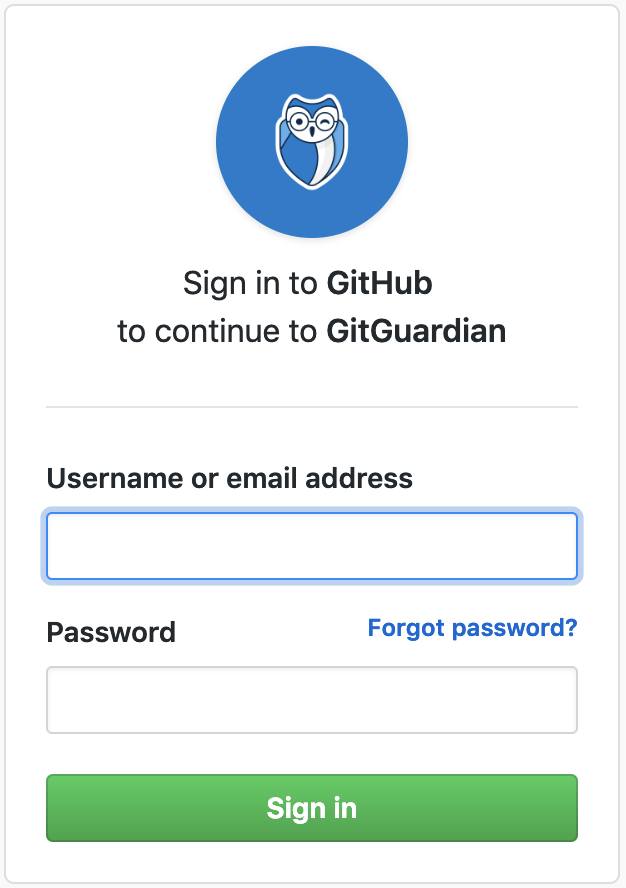 Sign in to GitHub
to continue to GitGuardian
Username or email address
Password
Forgot password?
Sign in